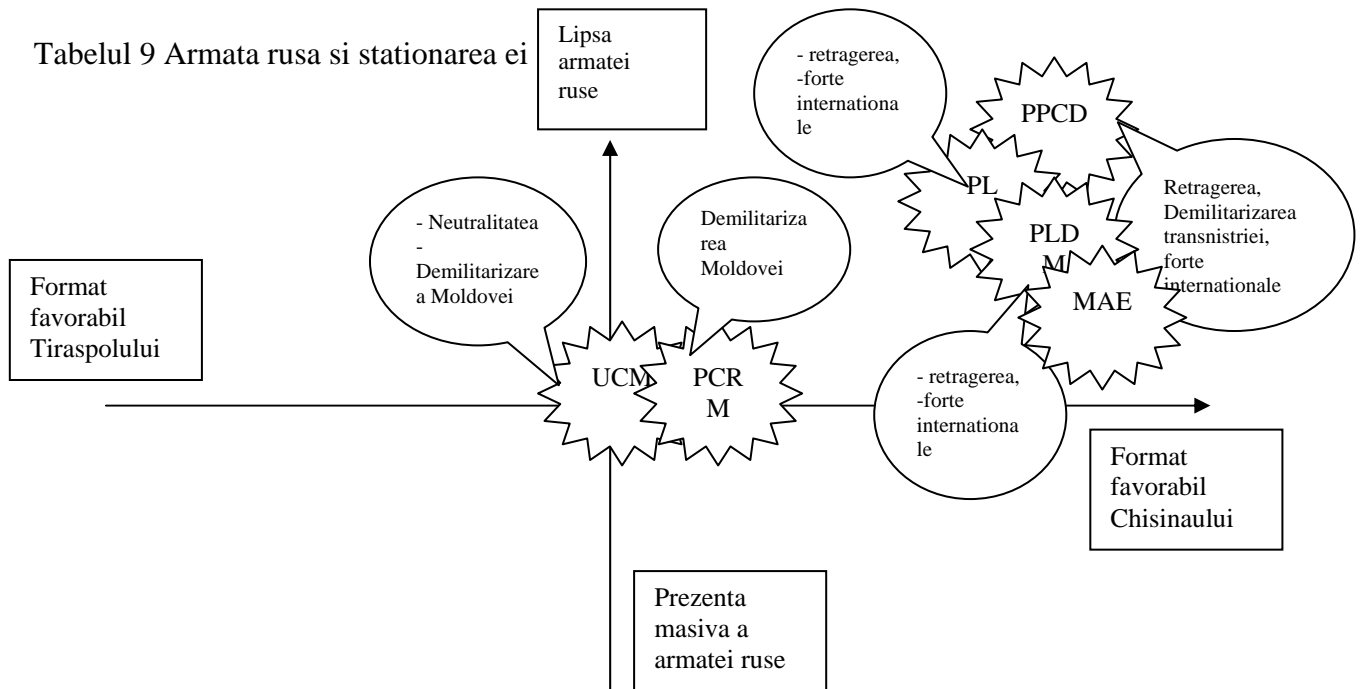 Tabelul 9 Armata rusa si stationarea ei
Lipsa
armatei
ruse
- retragerea,
-forte
internationa
le
PPCD
PL
Retragerea,
Demilitarizarea
transnistriei,
forte
internationale
- Neutralitatea
-
Demilitarizare
a Moldovei
Demilitariza
rea
Moldovei
PLD
M
MAE
Format
favorabil
Tiraspolului
UCM
PCR
M
- retragerea,
-forte
internationa
le
Format
favorabil
Chisinaului
Prezenta
masiva a
armatei ruse